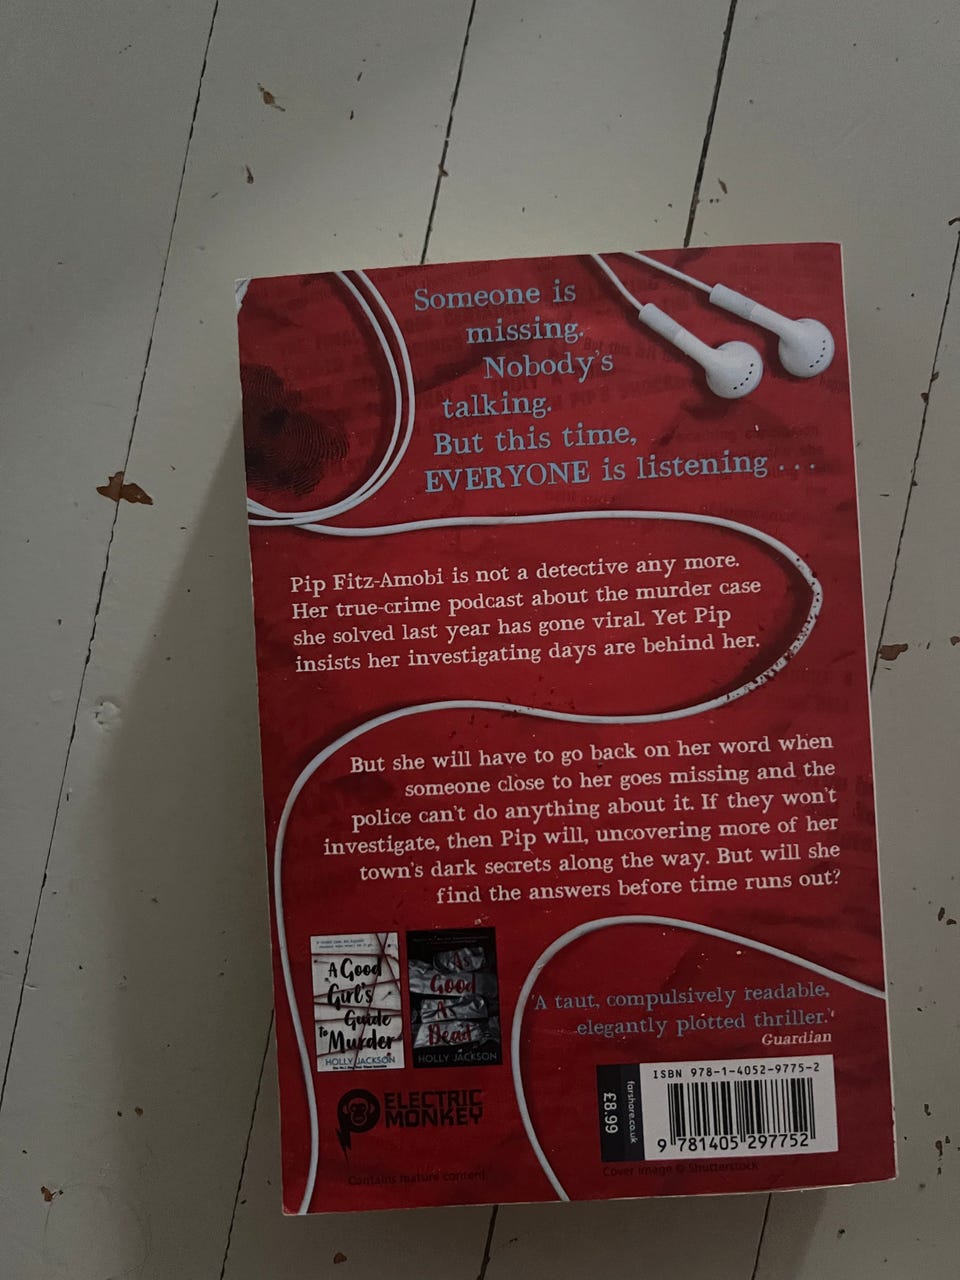 Someone is
missing.
Nobody's
talking.
But this time,
EVERYONE is listening . . .
Pip Fitz-Amobi is not a detective any more.
Her true-crime podcast about the murder case
she solved last year has gone viral. Yet Pip
insists her investigating days are behind her.
But she will have to go back on her word when
someone close to her goes missing and the
police can't do anything about it. If they won't
investigate, then Pip will, uncovering more of her
town's dark secrets along the way. But will she
find the answers before time runs out?
A Good
Girl's
Guide
to
Murder
HOLLY JACKSON
As
Good
As
Dead
HOLLY JACKSON
'A taut, compulsively readable,
elegantly plotted thriller.'
Guardian
ELECTRIC
MONKEY
Contains mature content
£8.99
farshore.co.uk
ISBN 978-1-4052-9775-2
9 781405 297752
Cover image © Shutterstock